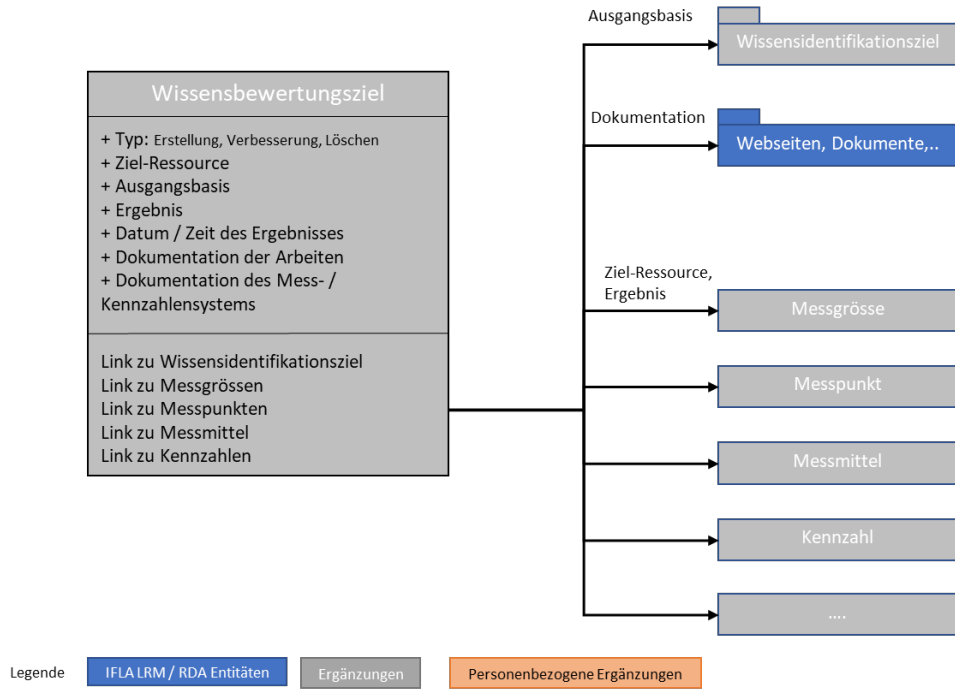 Wissensbewertungsziel
+ Typ: Erstellung, Verbesserung, Löschen
+ Ziel-Ressource
+ Ausgangsbasis
+ Ergebnis
+ Datum / Zeit des Ergebnisses
+ Dokumentation der Arbeiten
+ Dokumentation des Mess- /
Kennzahlensystems
Link zu Wissensidentifikationsziel
Link zu Messgrössen
Link zu Messpunkten
Link zu Messmittel
Link zu Kennzahlen
Ausgangsbasis
Wissensidentifikationsziel
Dokumentation
Webseiten, Dokumente,..
Ziel-Ressource,
Ergebnis
Messgrösse
Messpunkt
Messmittel
Kennzahl
....
Legende
IFLA LRM / RDA Entitäten
Ergänzungen
Personenbezogene Ergänzungen